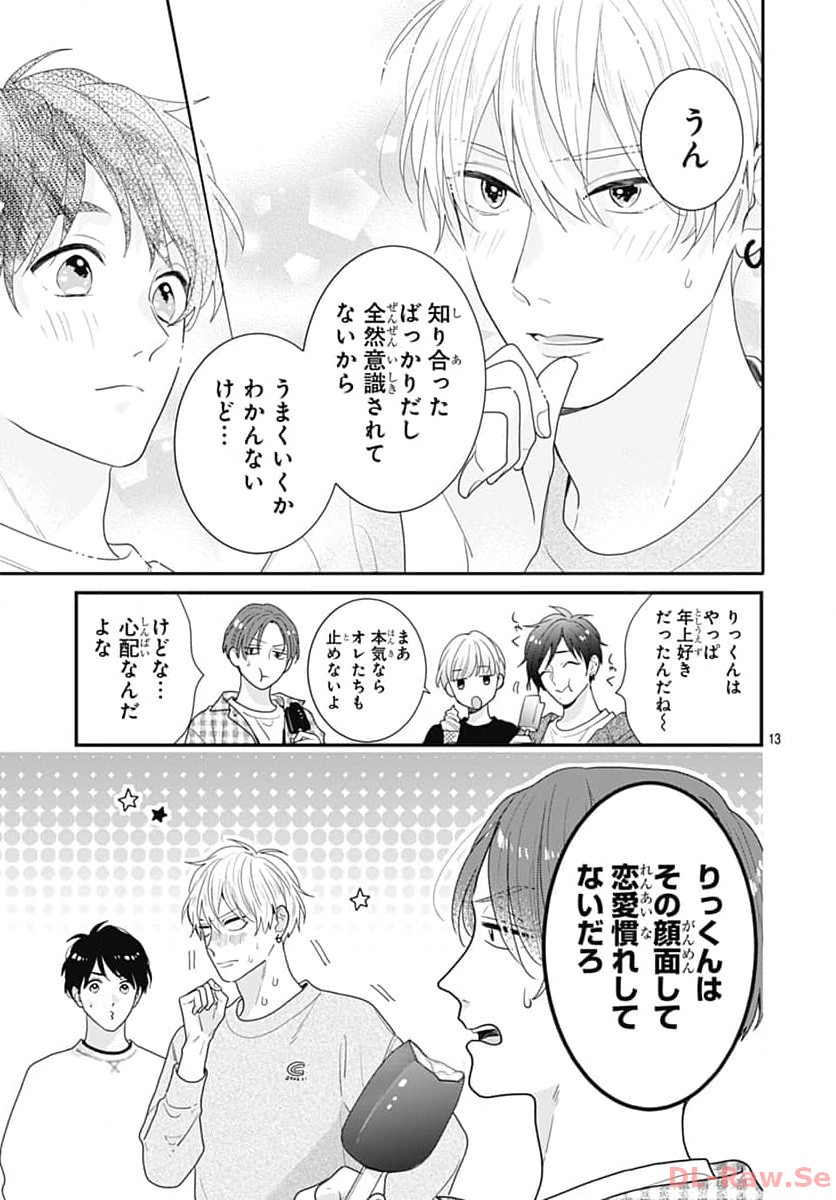 うん
知り合った
ばっかりだし
全然意識されて
ないから
うまくいくか
わかんない
けど…
りっくんは
やっぱ
年上好き
だったんだね〜
まあ
本気なら
オレたちも
止めないよ
けどな…
心配なんだ
よな
13
りっくんは
その顔面して
恋愛慣れして
ないだろ
DL-Raw.Se